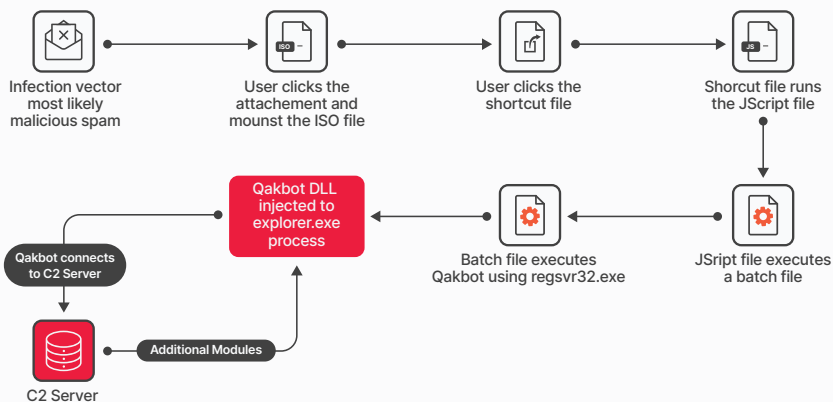 Infection vector
most likely
malicious spam
ISO
User clicks the
attachement and
mounst the ISO file
User clicks the
shortcut file
JS
Shorcut file runs
the JScript file
JSript file executes
a batch file
Batch file executes
Qakbot using regsvr32.exe
Qakbot DLL
injected to
explorer.exe
process
Qakbot connects
to C2 Server
Additional Modules
C2 Server